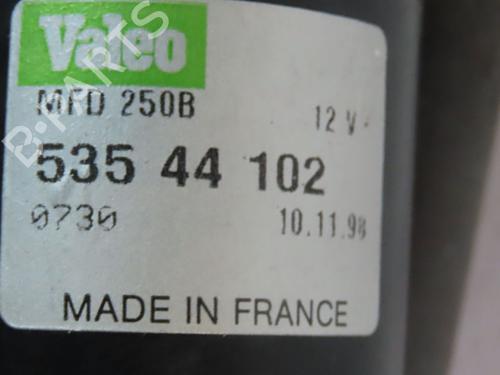 Valeo
MFD 250B
12 V-
535 44 102
0730
10.11.98
MADE IN FRANCE
B-PARTS